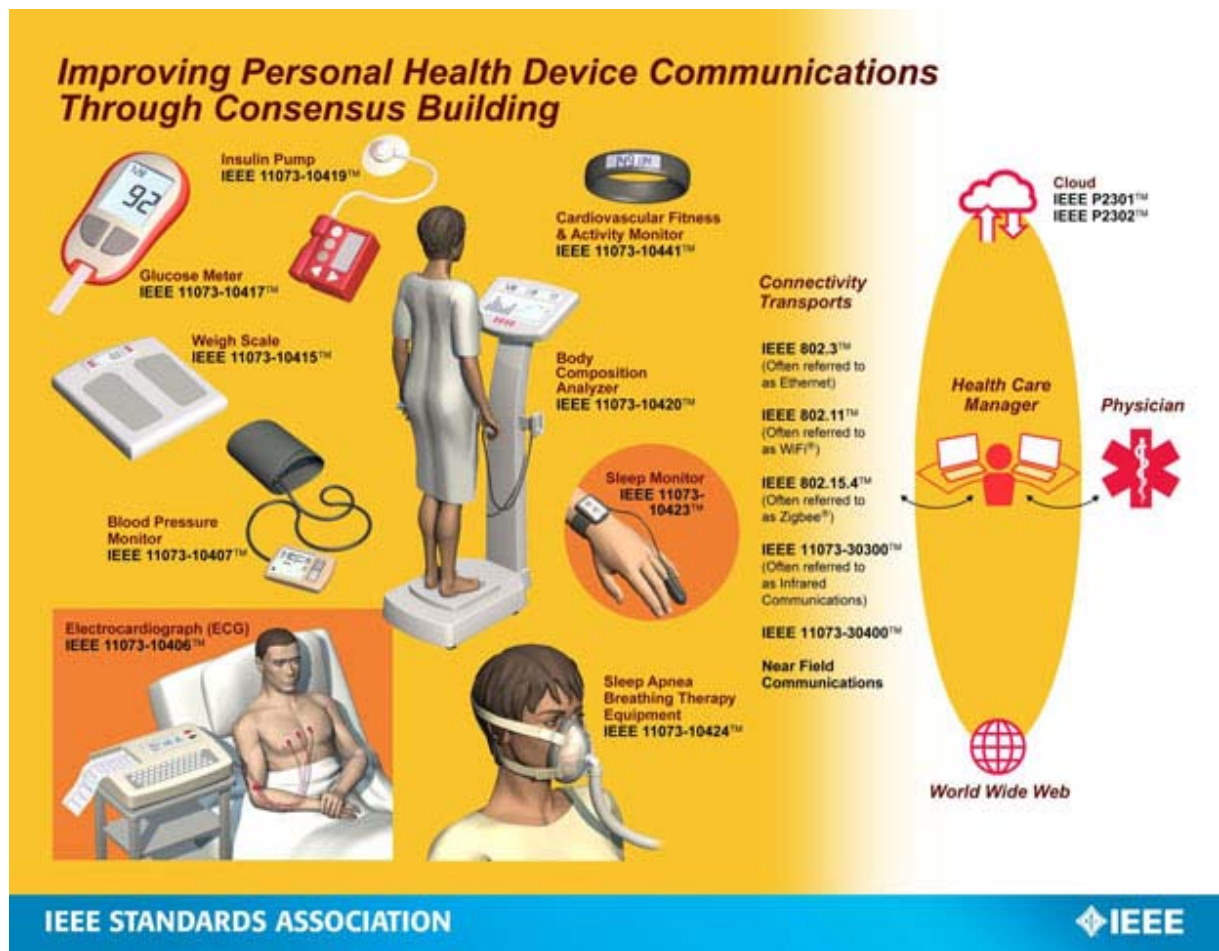 Improving Personal Health Device Communications
Through Consensus Building
Insulin Pump
IEEE 11073-10419™
92
Glucose Meter
IEEE 11073-10417™
Cardiovascular Fitness
& Activity Monitor
IEEE 11073-10441™
Weigh Scale
IEEE 11073-10415™
IEEE
Body
Composition
Analyzer
IEEE 11073-10420™
Blood Pressure
Monitor
IEEE 11073-10407™
Sleep Monitor
IEEE 11073-
10423™
Electrocardiograph (ECG)
IEEE 11073-10406™
Sleep Apnea
Breathing Therapy
Equipment
IEEE 11073-10424™
Connectivity
Transports
IEEE 802.3™
(Often referred to
as Ethernet)
IEEE 802.11™
(Often referred to
as WiFi®)
IEEE 802.15.4™
(Often referred to
as Zigbee®)
IEEE 11073-30300™
(Often referred to
as Infrared
Communications)
IEEE 11073-30400™
Near Field
Communications
Cloud
IEEE P2301™
IEEE P2302™
Health Care
Manager
Physician
World Wide Web
IEEE STANDARDS ASSOCIATION
IEEE